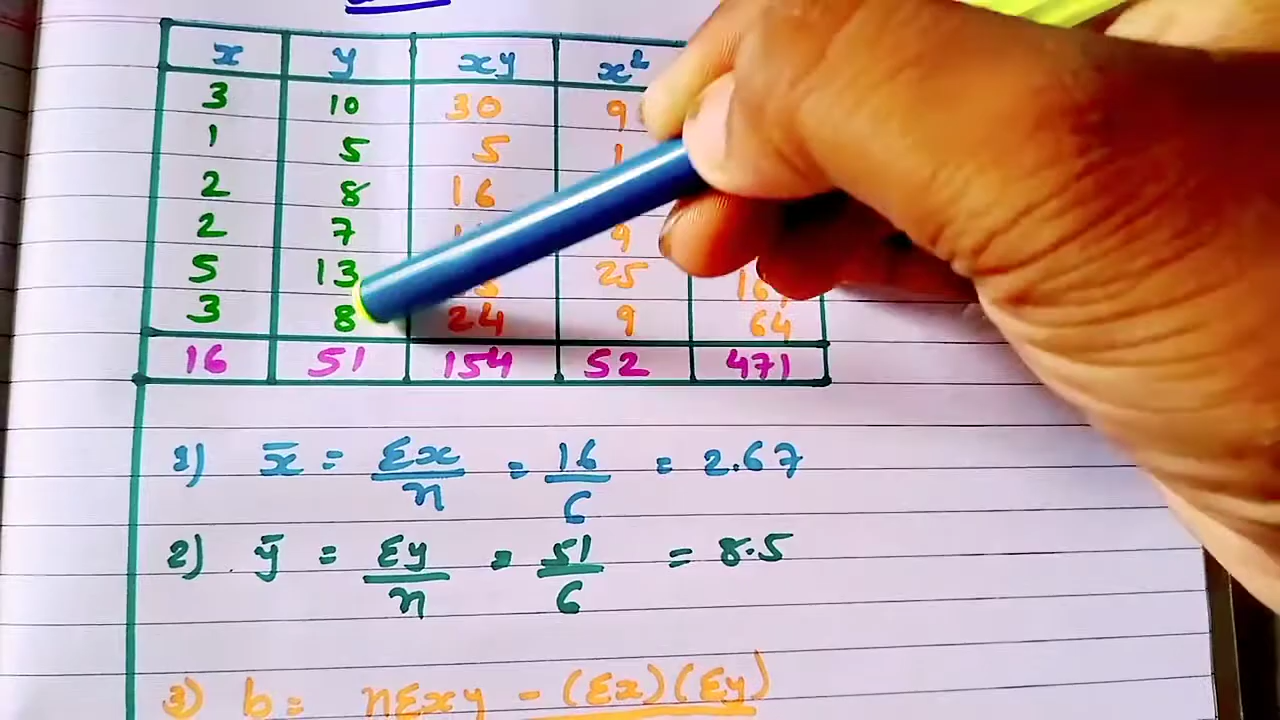 x y xy x²
3 10 30 9
1 5 5 1
2 8 16
2 7 9
5 13 25
3 8 24 9 64
16 51 154 52 471
1) x̄ = Σx/n = 16/6 = 2.67
2) ȳ = Σy/n = 51/6 = 8.5
3) b = nΣxy - (Σx)(Σy)